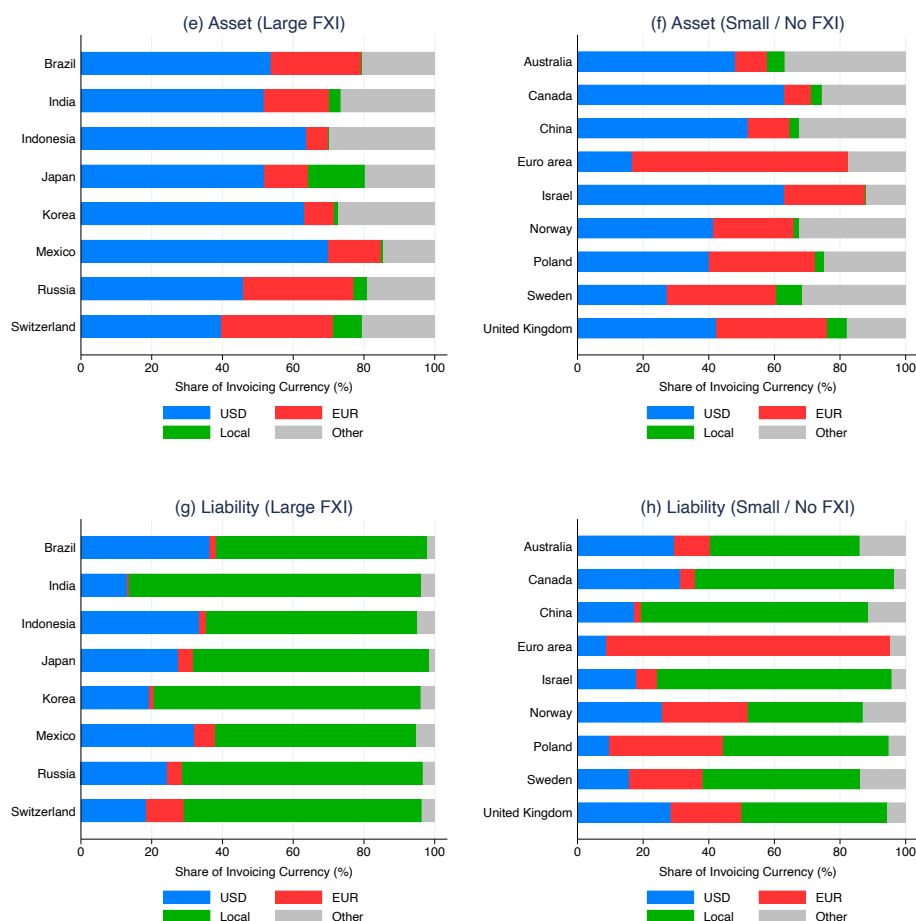 (e) Asset (Large FXI)
Brazil
India
Indonesia
Japan
Korea
Mexico
Russia
Switzerland
0 20 40 60 80 100
Share of Invoicing Currency (%)
USD EUR
Local Other
(f) Asset (Small / No FXI)
Australia
Canada
China
Euro area
Israel
Norway
Poland
Sweden
United Kingdom
0 20 40 60 80 100
Share of Invoicing Currency (%)
USD EUR
Local Other
(g) Liability (Large FXI)
Brazil
India
Indonesia
Japan
Korea
Mexico
Russia
Switzerland
0 20 40 60 80 100
Share of Invoicing Currency (%)
USD EUR
Local Other
(h) Liability (Small / No FXI)
Australia
Canada
China
Euro area
Israel
Norway
Poland
Sweden
United Kingdom
0 20 40 60 80 100
Share of Invoicing Currency (%)
USD EUR
Local Other